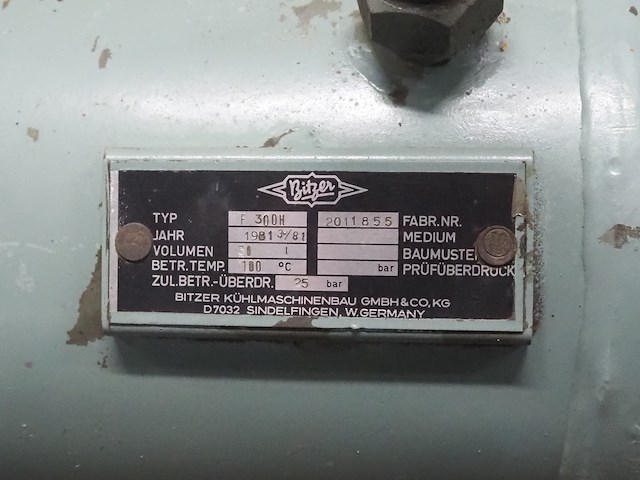 Bitzer
TYP F 300H 2011855 FABR.NR.
JAHR 1981 3/81 MEDIUM
VOLUMEN l BAUMUSTER
BETR.TEMP. 100 °C bar PRÜFÜBERDRUCK
ZUL.BETR.-ÜBERDR. 25 bar
BITZER KÜHLMASCHINENBAU GMBH&CO,KG
D7032 SINDELFINGEN, W.GERMANY